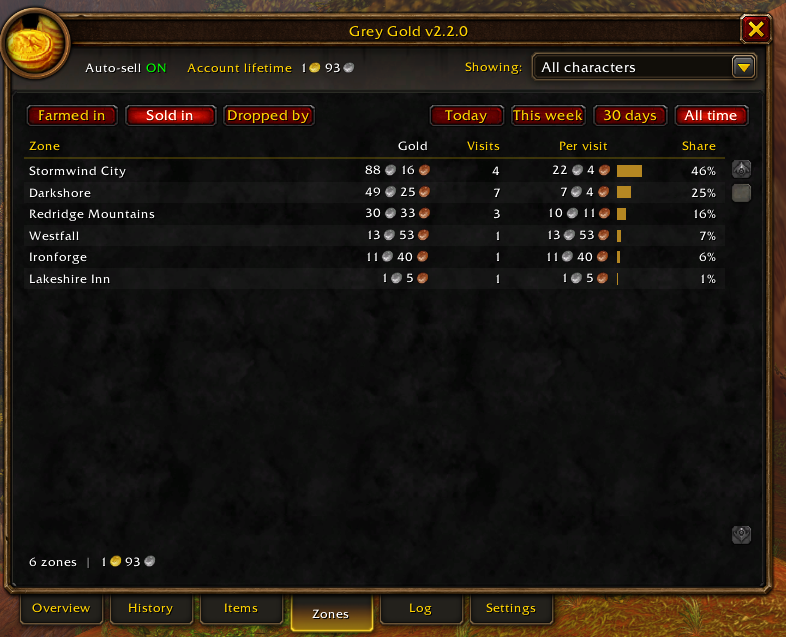 Grey Gold v2.2.0
Auto-sell ON Account lifetime 1 93 Showing: All characters
Farmed in Sold in Dropped by Today This week 30 days All time
Zone Gold Visits Per visit Share
Stormwind City 88 16 4 22 4 46%
Darkshore 49 25 7 7 4 25%
Redridge Mountains 30 33 3 10 11 16%
Westfall 13 53 1 13 53 7%
Ironforge 11 40 1 11 40 6%
Lakeshire Inn 1 5 1 1 5 1%
6 zones | 1 93
Overview History Items Zones Log Settings